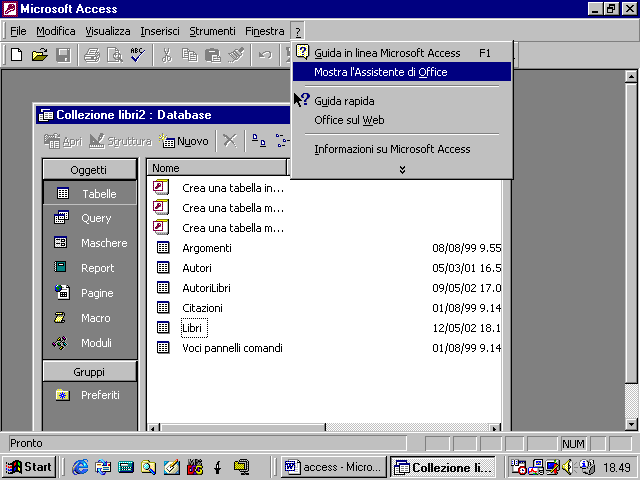 Microsoft Access
File Modifica Visualizza Inserisci Strumenti Finestra ?
Guida in linea Microsoft Access F1
Mostra l'Assistente di Office
Guida rapida
Office sul Web
Informazioni su Microsoft Access
Collezione libri2 : Database
Apri Struttura Nuovo
Oggetti
Nome
Tabelle
Query
Maschere
Report
Pagine
Macro
Moduli
Gruppi
Preferiti
Crea una tabella in...
Crea una tabella m...
Crea una tabella m...
Argomenti 08/08/99 9.55
Autori 05/03/01 16.5
AutoriLibri 09/05/02 17.0
Citazioni 01/08/99 9.14
Libri 12/05/02 18.1
Voci pannelli comandi 01/08/99 9.14
Pronto NUM
Start access - Micro... Collezione li... 18.49